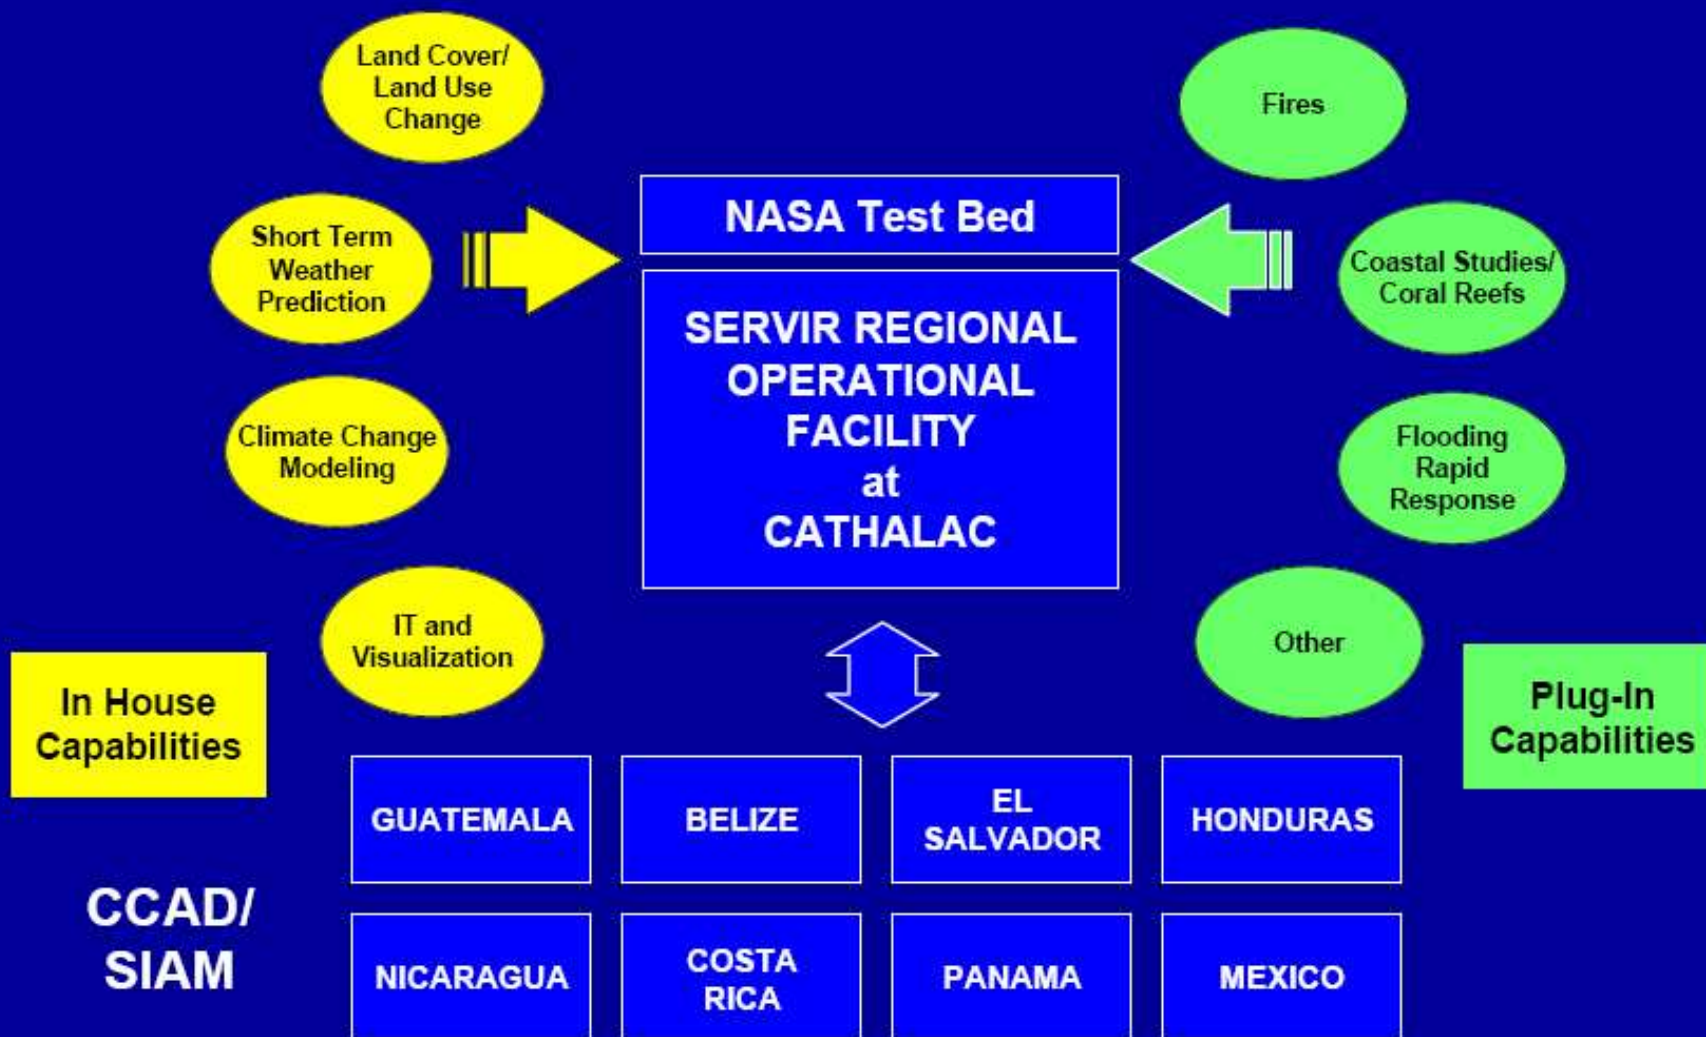 Land Cover/
Land Use
Change
Short Term
Weather
Prediction
Climate Change
Modeling
IT and
Visualization
In House
Capabilities
NASA Test Bed
SERVIR REGIONAL
OPERATIONAL
FACILITY
at
CATHALAC
Fires
Coastal Studies/
Coral Reefs
Flooding
Rapid
Response
Other
Plug-In
Capabilities
CCAD/
SIAM
GUATEMALA
BELIZE
EL
SALVADOR
HONDURAS
NICARAGUA
COSTA
RICA
PANAMA
MEXICO